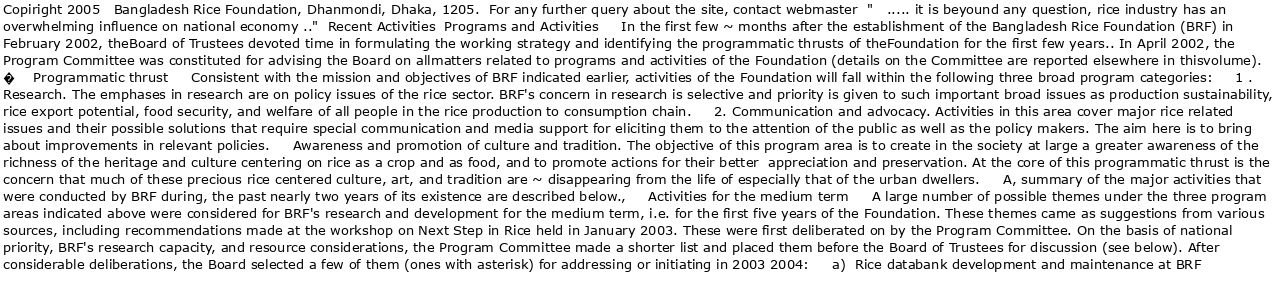 Copiright 2005   Bangladesh Rice Foundation, Dhanmondi, Dhaka, 1205.  For any further query about the site, contact webmaster  "   ..... it is beyound any question, rice industry has an
overwhelming influence on national economy .."  Recent Activities  Programs and Activities     In the first few ~ months after the establishment of the Bangladesh Rice Foundation (BRF) in
February 2002, theBoard of Trustees devoted time in formulating the working strategy and identifying the programmatic thrusts of theFoundation for the first few years.. In April 2002, the
Program Committee was constituted for advising the Board on allmatters related to programs and activities of the Foundation (details on the Committee are reported elsewhere in thisvolume).
�    Programmatic thrust     Consistent with the mission and objectives of BRF indicated earlier, activities of the Foundation will fall within the following three broad program categories:     1 .
Research. The emphases in research are on policy issues of the rice sector. BRF's concern in research is selective and priority is given to such important broad issues as production sustainability,
rice export potential, food security, and welfare of all people in the rice production to consumption chain.     2. Communication and advocacy. Activities in this area cover major rice related
issues and their possible solutions that require special communication and media support for eliciting them to the attention of the public as well as the policy makers. The aim here is to bring
about improvements in relevant policies.     Awareness and promotion of culture and tradition. The objective of this program area is to create in the society at large a greater awareness of the
richness of the heritage and culture centering on rice as a crop and as food, and to promote actions for their better  appreciation and preservation. At the core of this programmatic thrust is the
concern that much of these precious rice centered culture, art, and tradition are ~ disappearing from the life of especially that of the urban dwellers.     A, summary of the major activities that
were conducted by BRF during, the past nearly two years of its existence are described below.,     Activities for the medium term     A large number of possible themes under the three program
areas indicated above were considered for BRF's research and development for the medium term, i.e. for the first five years of the Foundation. These themes came as suggestions from various
sources, including recommendations made at the workshop on Next Step in Rice held in January 2003. These were first deliberated on by the Program Committee. On the basis of national
priority, BRF's research capacity, and resource considerations, the Program Committee made a shorter list and placed them before the Board of Trustees for discussion (see below). After
considerable deliberations, the Board selected a few of them (ones with asterisk) for addressing or initiating in 2003 2004:     a)  Rice databank development and maintenance at BRF